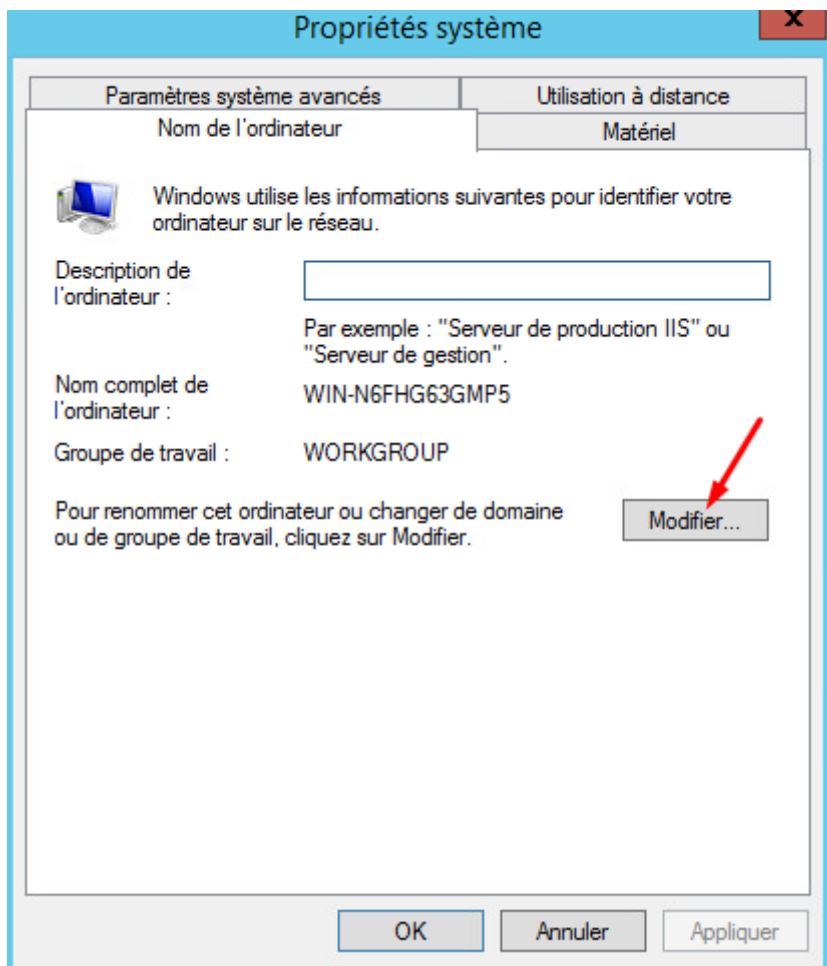 Propriétés système
x
Paramètres système avancés
Utilisation à distance
Nom de l'ordinateur
Matériel
Windows utilise les informations suivantes pour identifier votre
ordinateur sur le réseau.
Description de
l'ordinateur :
Par exemple : "Serveur de production IIS" ou
"Serveur de gestion".
Nom complet de
l'ordinateur :
WIN-N6FHG63GMP5
Groupe de travail :
WORKGROUP
Pour renommer cet ordinateur ou changer de domaine
ou de groupe de travail, cliquez sur Modifier.
Modifier...
OK
Annuler
Appliquer